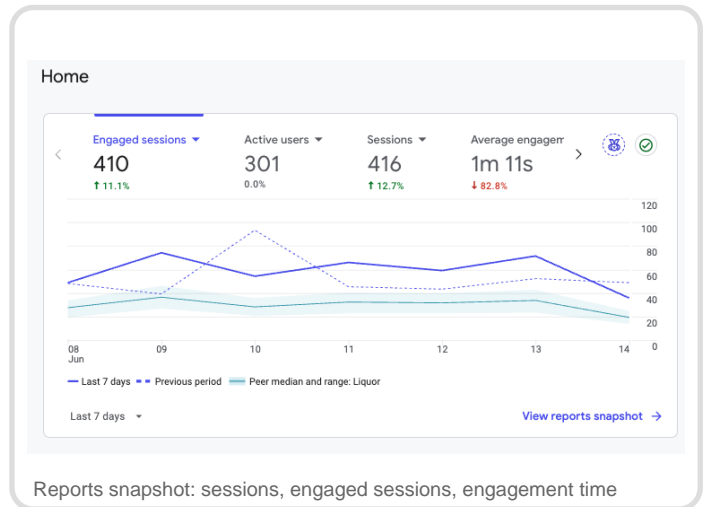 Home
Engaged sessions Active users Sessions Average engagem
410 301 416 1m 11s
↑ 11.1% 0.0% ↑ 12.7% ↓ 82.8%
120
100
80
60
40
20
0
08 09 10 11 12 13 14
Jun
Last 7 days Previous period Peer median and range: Liquor
Last 7 days View reports snapshot →
Reports snapshot: sessions, engaged sessions, engagement time